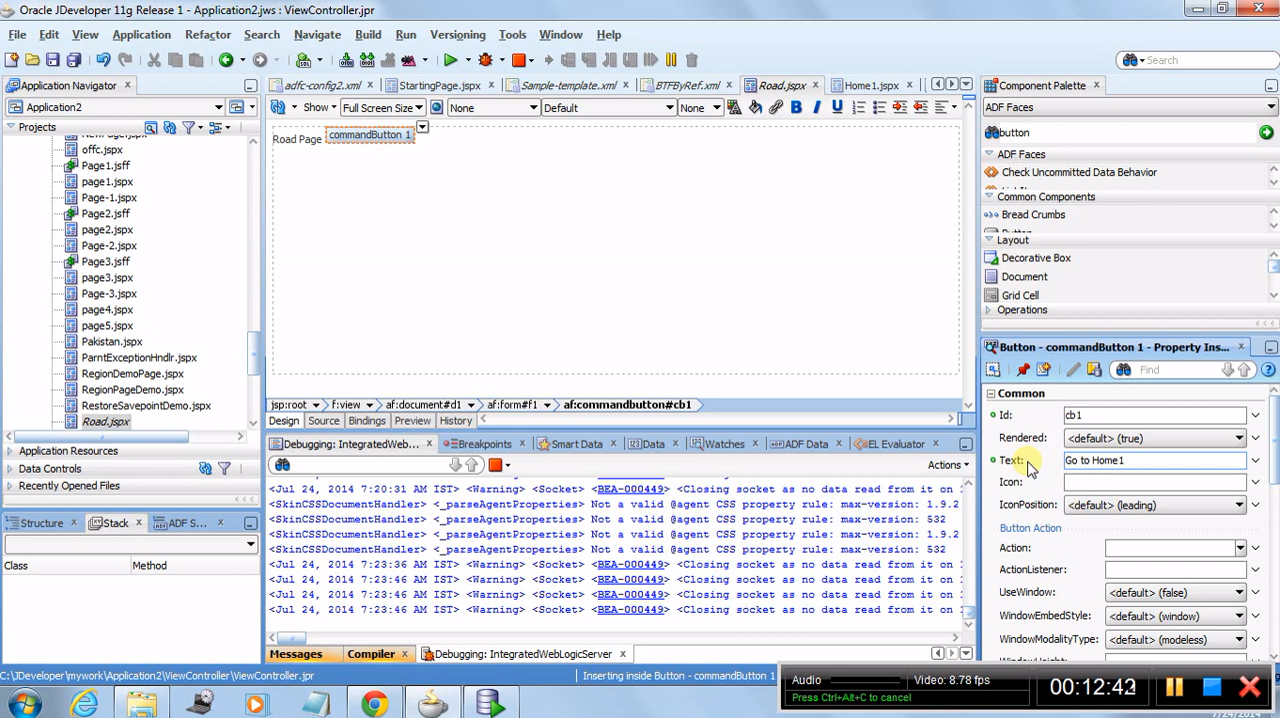 Oracle JDeveloper 11g Release 1 - Application2.jws : ViewController.jpr
File Edit View Application Refactor Search Navigate Build Run Versioning Tools Window Help
Search
Application Navigator
Application2
Projects
offc.jspx
Page1.jsff
page1.jspx
Page-1.jspx
Page2.jsff
page2.jspx
Page-2.jspx
Page3.jsff
page3.jspx
Page-3.jspx
page4.jspx
page5.jspx
Pakistan.jspx
ParntExceptionHndlr.jspx
RegionDemoPage.jspx
RegionPageDemo.jspx
RestoreSavepointDemo.jspx
Road.jspx
Application Resources
Data Controls
Recently Opened Files
Structure Stack ADF S...
Class Method
adfc-config2.xml StartingPage.jspx Sample-template.xml BTFByRef.xml Road.jspx Home1.jspx
Show Full Screen Size None Default None
Road Page commandButton 1
jsp:root f:view af:document#d1 af:form#f1 af:commandbutton#cb1
Design Source Bindings Preview History
Debugging: IntegratedWeb... Breakpoints Smart Data Data Watches ADF Data EL Evaluator
Actions
<Jul 24, 2014 7:20:31 AM IST> <Warning> <Socket> <BEA-000449> <Closing socket as no data read from it on 1
<SkinCSSDocumentHandler> <_parseAgentProperties> Not a valid @agent CSS property rule: max-version: 1.9.2
<SkinCSSDocumentHandler> <_parseAgentProperties> Not a valid @agent CSS property rule: max-version: 532
<SkinCSSDocumentHandler> <_parseAgentProperties> Not a valid @agent CSS property rule: max-version: 1.9.2
<SkinCSSDocumentHandler> <_parseAgentProperties> Not a valid @agent CSS property rule: max-version: 532
<Jul 24, 2014 7:23:36 AM IST> <Warning> <Socket> <BEA-000449> <Closing socket as no data read from it on 1
<Jul 24, 2014 7:23:46 AM IST> <Warning> <Socket> <BEA-000449> <Closing socket as no data read from it on 1
<Jul 24, 2014 7:23:46 AM IST> <Warning> <Socket> <BEA-000449> <Closing socket as no data read from it on 1
<Jul 24, 2014 7:23:46 AM IST> <Warning> <Socket> <BEA-000449> <Closing socket as no data read from it on 1
Messages Compiler Debugging: IntegratedWebLogicServer
Component Palette
ADF Faces
button
ADF Faces
Check Uncommitted Data Behavior
Common Components
Bread Crumbs
Layout
Decorative Box
Document
Grid Cell
Operations
Button - commandButton 1 - Property Ins...
Find
Common
Id: cb1
Rendered: <default> (true)
Text: Go to Home1
Icon:
IconPosition: <default> (leading)
Button Action
Action:
ActionListener:
UseWindow: <default> (false)
WindowEmbedStyle: <default> (window)
WindowModalityType: <default> (modeless)
C:\JDeveloper\mywork\Application2\ViewController\ViewController.jpr
Inserting inside Button - commandButton 1
Audio Video: 8.78 fps
Press Ctrl+Alt+C to cancel